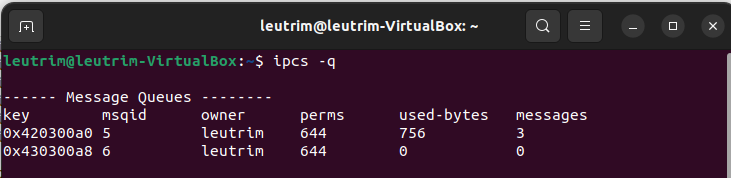 leutrim@leutrim-VirtualBox: ~
leutrim@leutrim-VirtualBox:~$ ipcs -q
------ Message Queues --------
key        msqid      owner      perms      used-bytes   messages
0x420300a0 5          leutrim    644        756          3
0x430300a8 6          leutrim    644        0            0